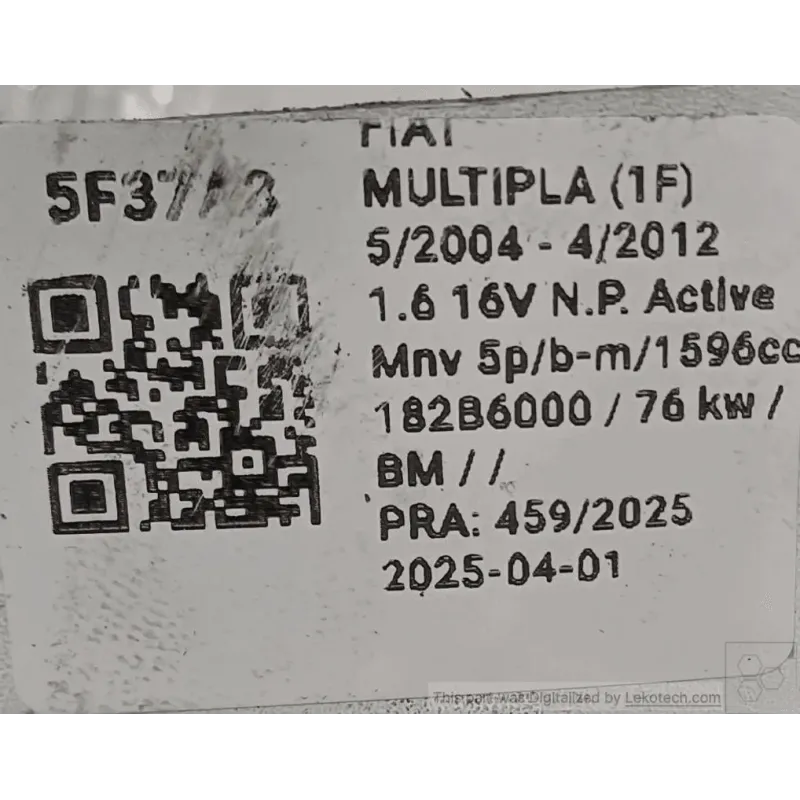 FIAT
MULTIPLA (1F)
5/2004 - 4/2012
1.6 16V N.P. Active
Mnv 5p/b-m/1596cc
182B6000 / 76 kw /
BM / /
PRA: 459/2025
2025-04-01
This part was Digitalized by Lekotech.com